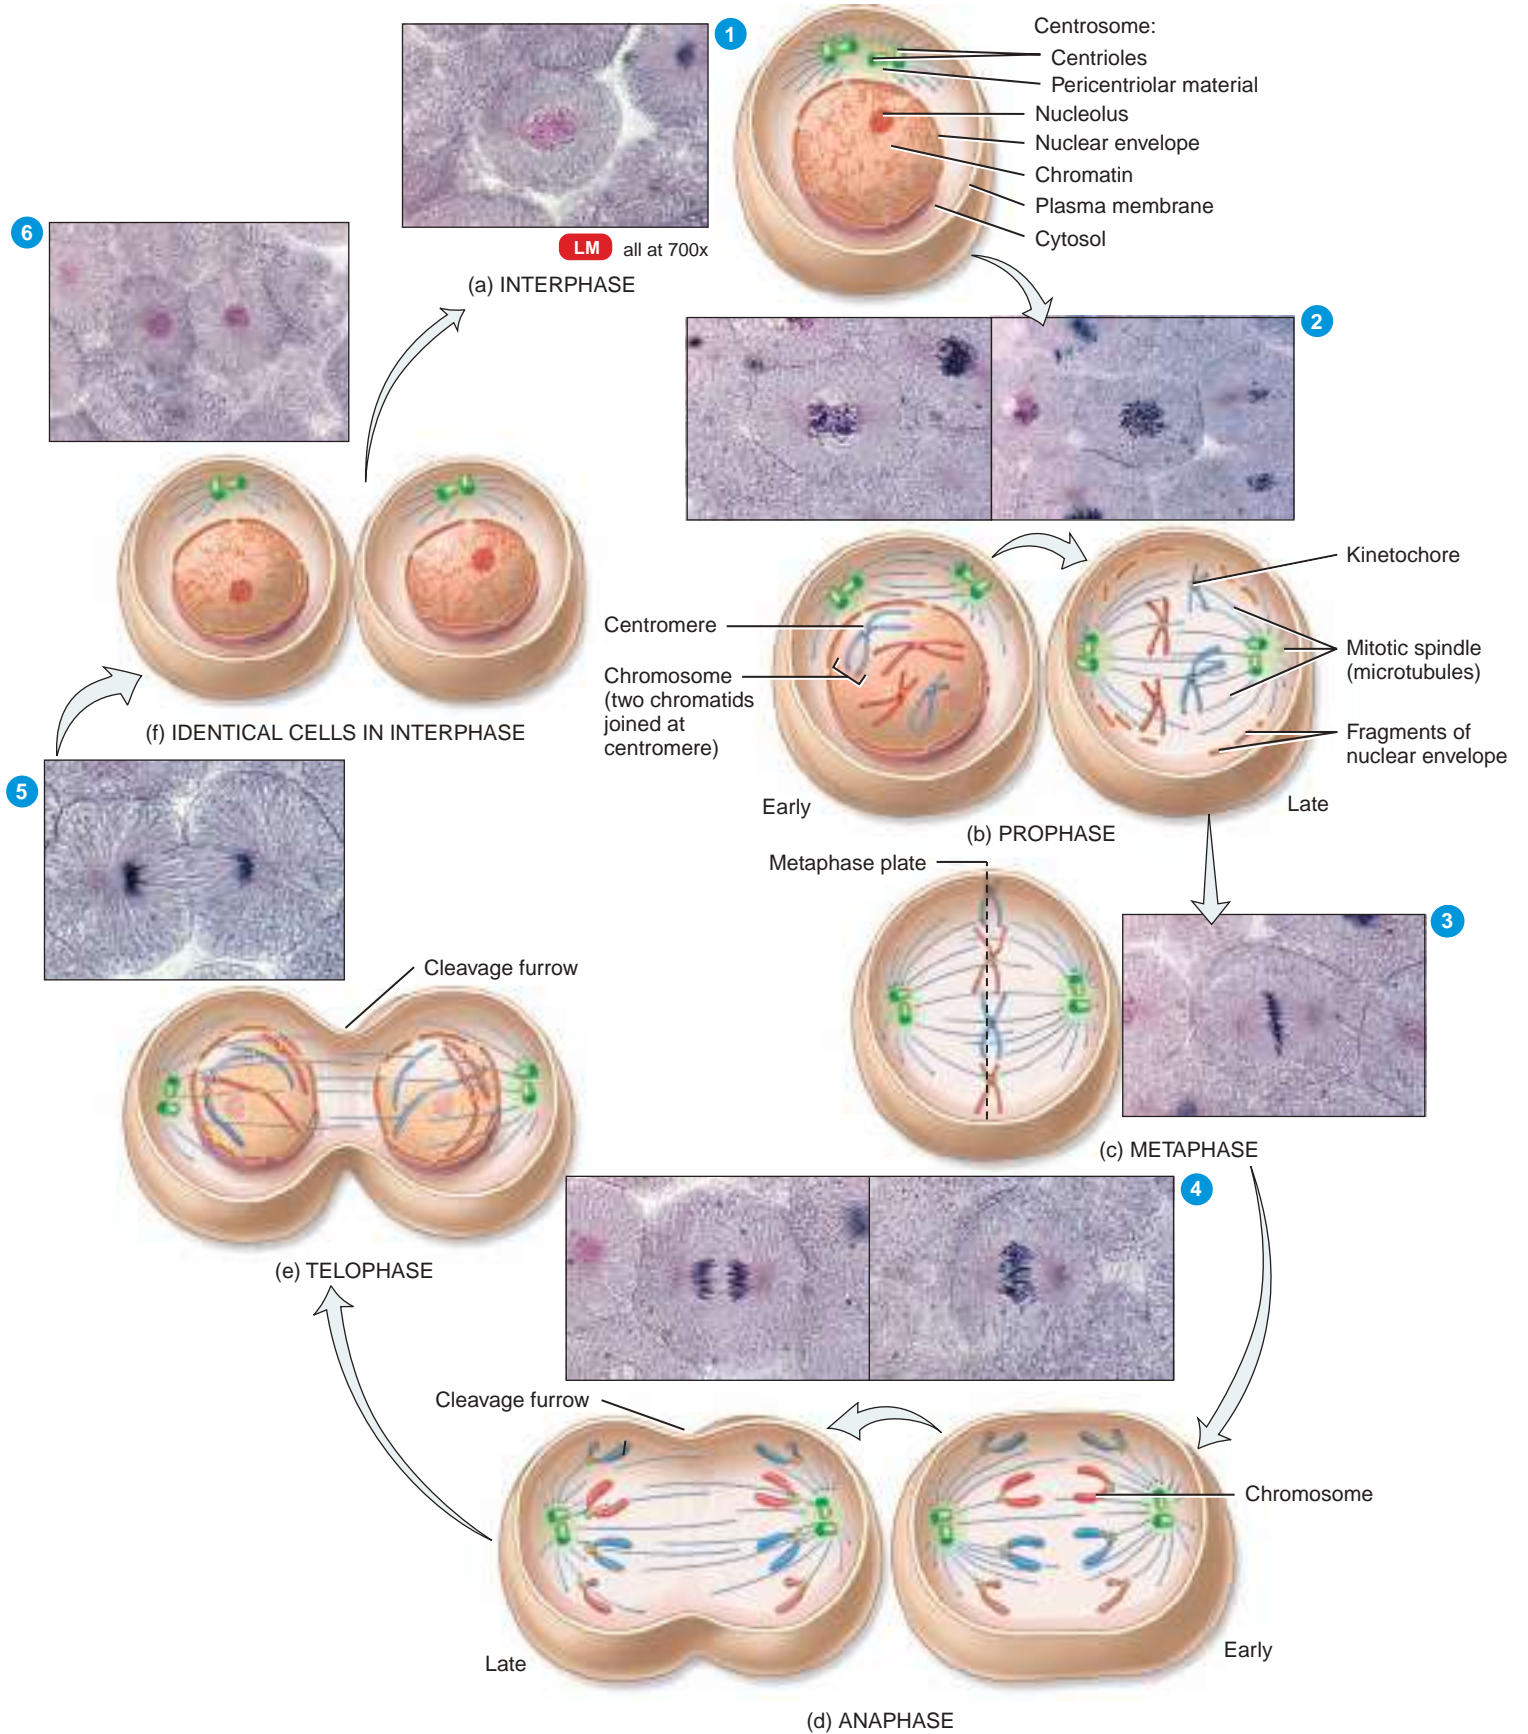 1
Centrosome:
Centrioles
Pericentriolar material
Nucleolus
Nuclear envelope
Chromatin
Plasma membrane
Cytosol
LM all at 700x
(a) INTERPHASE
6
2
Kinetochore
Centromere
Mitotic spindle
(microtubules)
Chromosome
(two chromatids
joined at
centromere)
Fragments of
nuclear envelope
(f) IDENTICAL CELLS IN INTERPHASE
5
Early
Late
(b) PROPHASE
Metaphase plate
3
Cleavage furrow
(c) METAPHASE
4
(e) TELOPHASE
Cleavage furrow
Chromosome
Late
Early
(d) ANAPHASE